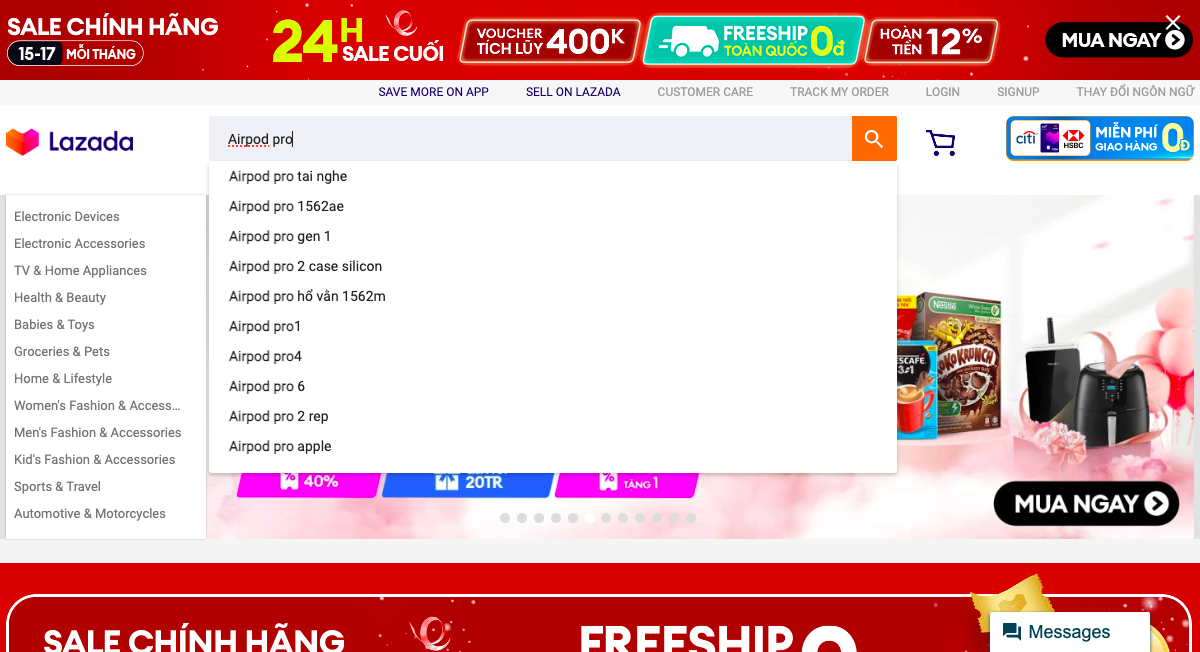 SALE CHÍNH HÃNG
15-17 MỖI THÁNG
24H SALE CUỐI
VOUCHER TÍCH LŨY 400K
FREESHIP TOÀN QUỐC 0đ
HOÀN TIỀN 12%
MUA NGAY
SAVE MORE ON APP
SELL ON LAZADA
CUSTOMER CARE
TRACK MY ORDER
LOGIN
SIGNUP
THAY ĐỔI NGÔN NGỮ
Lazada
Airpod pro
citi
HSBC
MIỄN PHÍ
GIAO HÀNG 0Đ
Airpod pro tai nghe
Airpod pro 1562ae
Airpod pro gen 1
Airpod pro 2 case silicon
Airpod pro hổ vằn 1562m
Airpod pro1
Airpod pro4
Airpod pro 6
Airpod pro 2 rep
Airpod pro apple
Electronic Devices
Electronic Accessories
TV & Home Appliances
Health & Beauty
Babies & Toys
Groceries & Pets
Home & Lifestyle
Women's Fashion & Access...
Men's Fashion & Accessories
Kid's Fashion & Accessories
Sports & Travel
Automotive & Motorcycles
Nestlé
KOKO KRUNCH
NESCAFÉ
3in1
40%
20TR
TẶNG 1
MUA NGAY
SALE CHÍNH HÃNG
FREESHIP 0
Messages